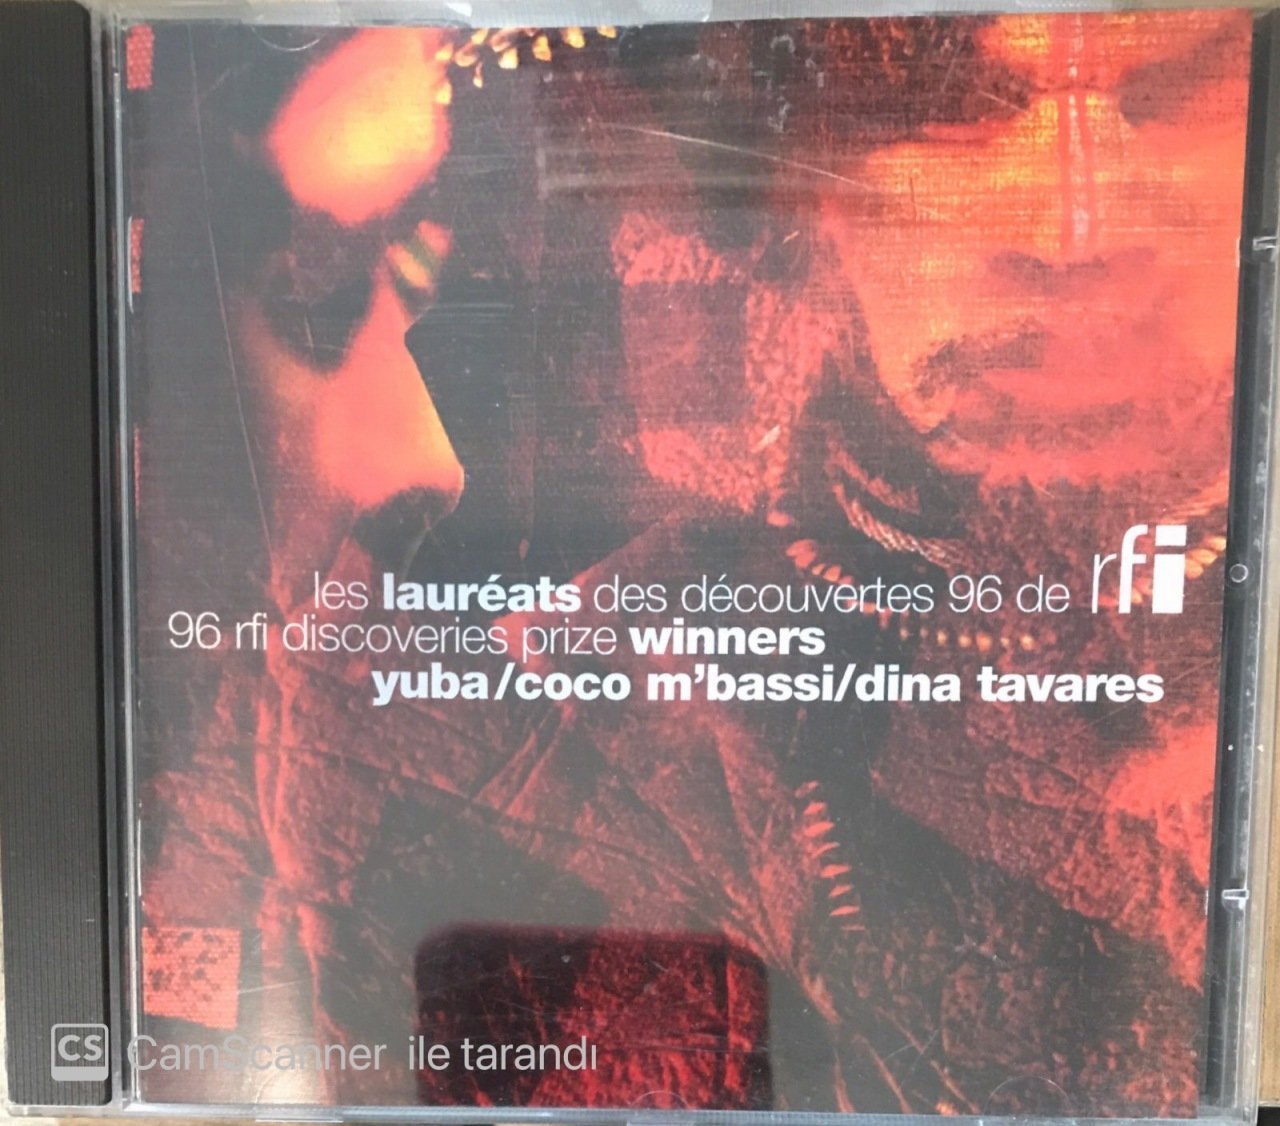 les lauréats des découvertes 96 de rfi
96 rfi discoveries prize winners
yuba/coco m'bassi/dina tavares
CS CamScanner ile tarandı